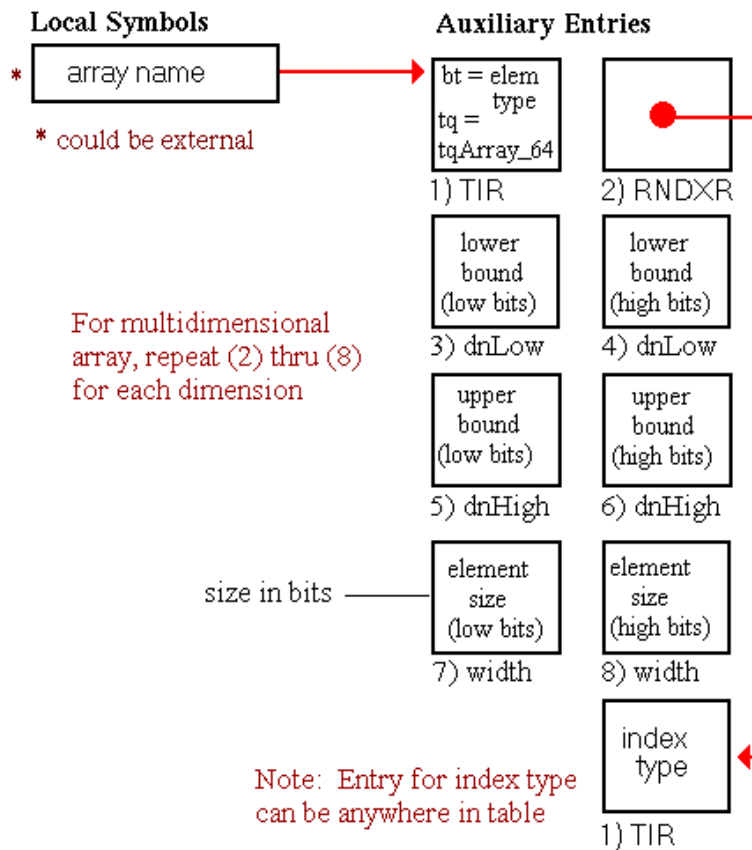 Local Symbols
Auxiliary Entries
* array name
* could be external
bt = elem
type
tq =
tqArray_64
1) TIR
2) RNDXR
lower
bound
(low bits)
3) dnLow
lower
bound
(high bits)
4) dnLow
For multidimensional
array, repeat (2) thru (8)
for each dimension
upper
bound
(low bits)
5) dnHigh
upper
bound
(high bits)
6) dnHigh
size in bits
element
size
(low bits)
7) width
element
size
(high bits)
8) width
index
type
1) TIR
Note: Entry for index type
can be anywhere in table